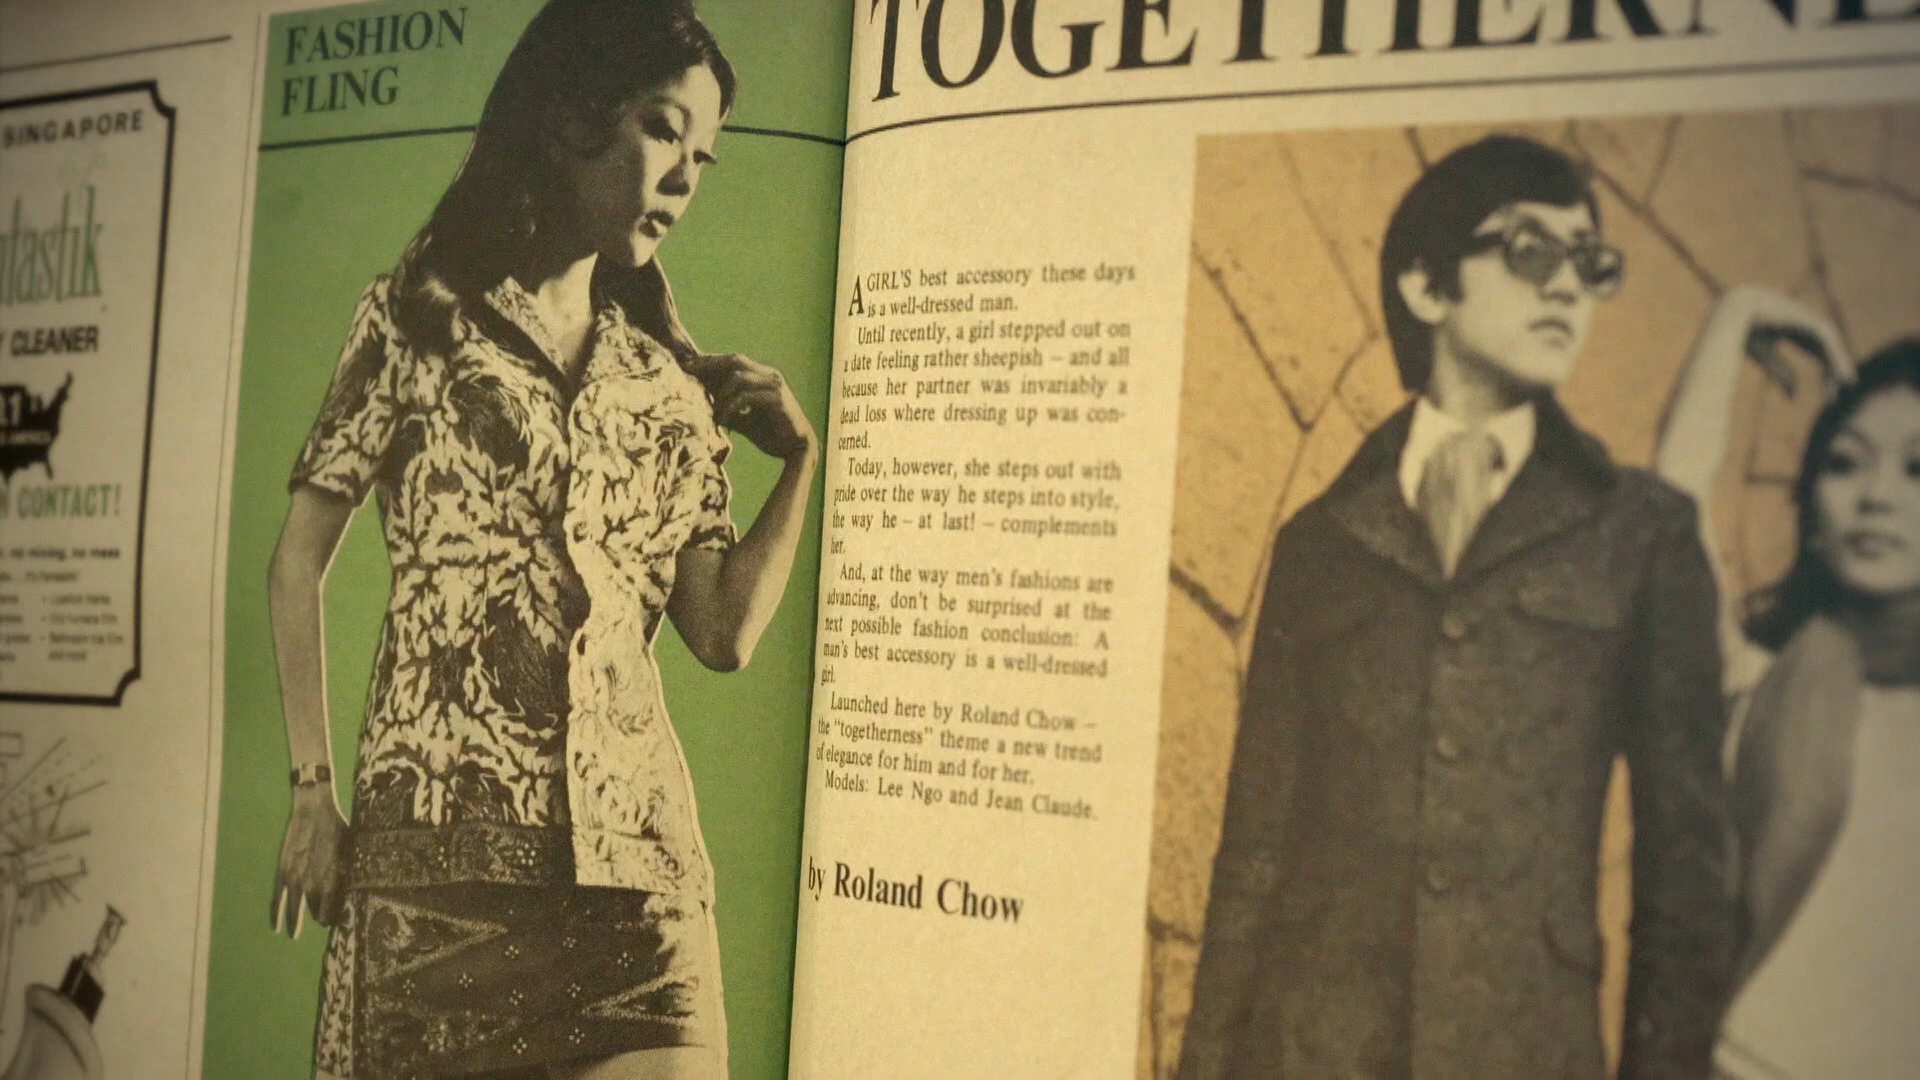 SINGAPORE
CLEANER
CONTACT!
FASHION
FLING
A GIRL'S best accessory these days
is a well-dressed man.
Until recently, a girl stepped out on
a date feeling rather sheepish – and all
because her partner was invariably a
dead loss where dressing up was con-
cerned.
Today, however, she steps out with
pride over the way he steps into style,
the way he – at last! – complements
her.
And, at the way men's fashions are
advancing, don't be surprised at the
next possible fashion conclusion: A
man's best accessory is a well-dressed
girl.
Launched here by Roland Chow –
the "togetherness" theme a new trend
of elegance for him and for her.
Models: Lee Ngo and Jean Claude.
by Roland Chow